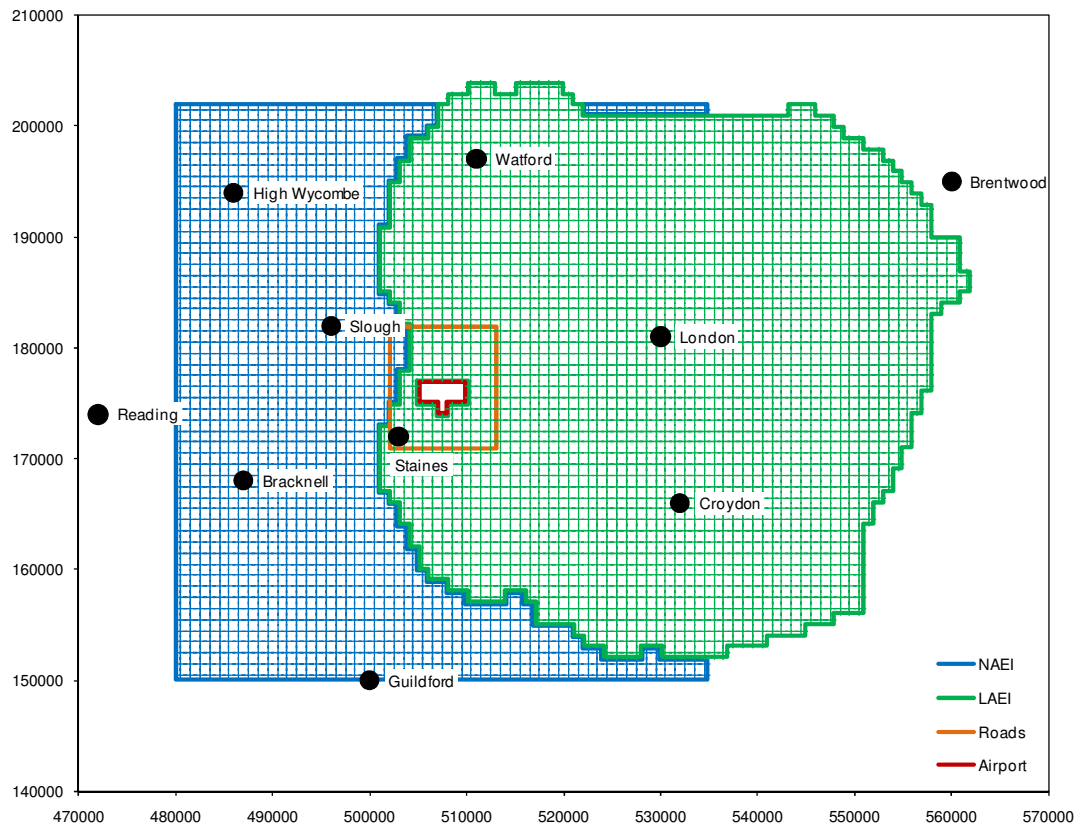 210000
200000
190000
180000
170000
160000
150000
140000
Watford
High Wycombe
Brentwood
Slough
London
Reading
Staines
Bracknell
Croydon
Guildford
NAEI
LAEI
Roads
Airport
470000 480000 490000 500000 510000 520000 530000 540000 550000 560000 570000